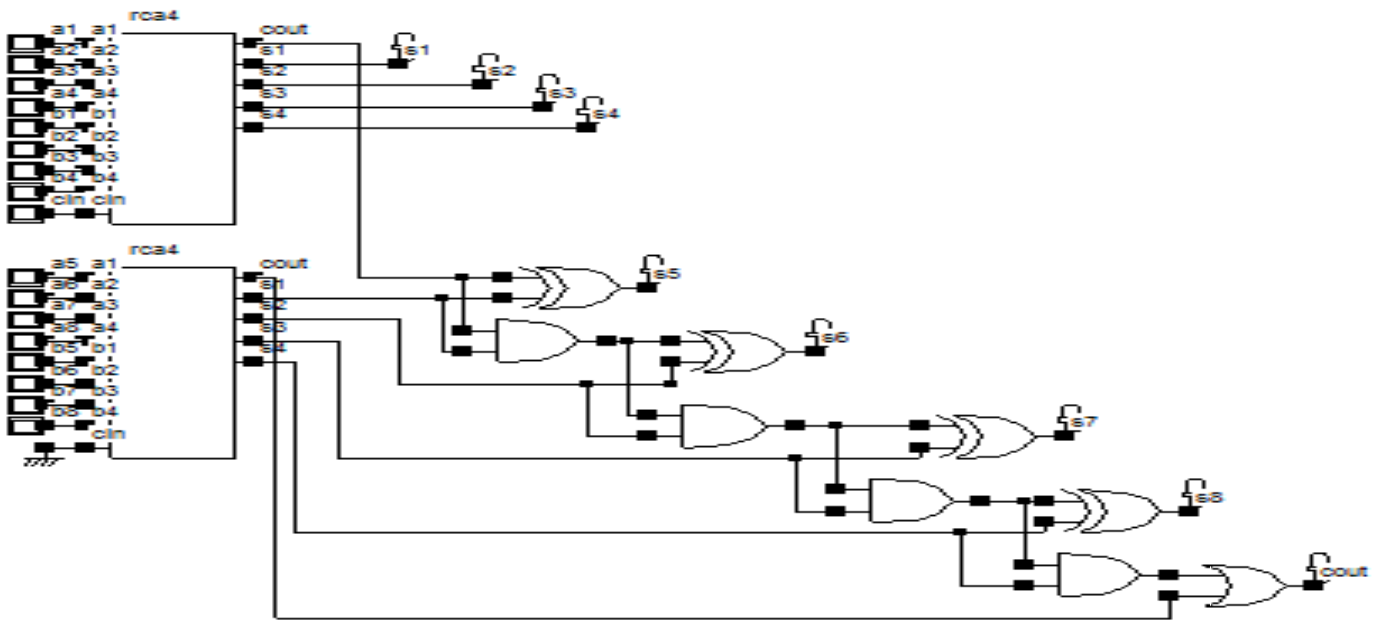 rca4
a1 a1 cout
a2 a2 s1 s1
a3 a3 s2 s2
a4 a4 s3 s3
b1 b1 s4 s4
b2 b2
b3 b3
b4 b4
cin cin
rca4
a5 a1 cout s5
a6 a2 s1
a7 a3 s2
a8 a4 s3
b5 b1 s4 s6
b6 b2
b7 b3
b8 b4
cin s7
s8
cout